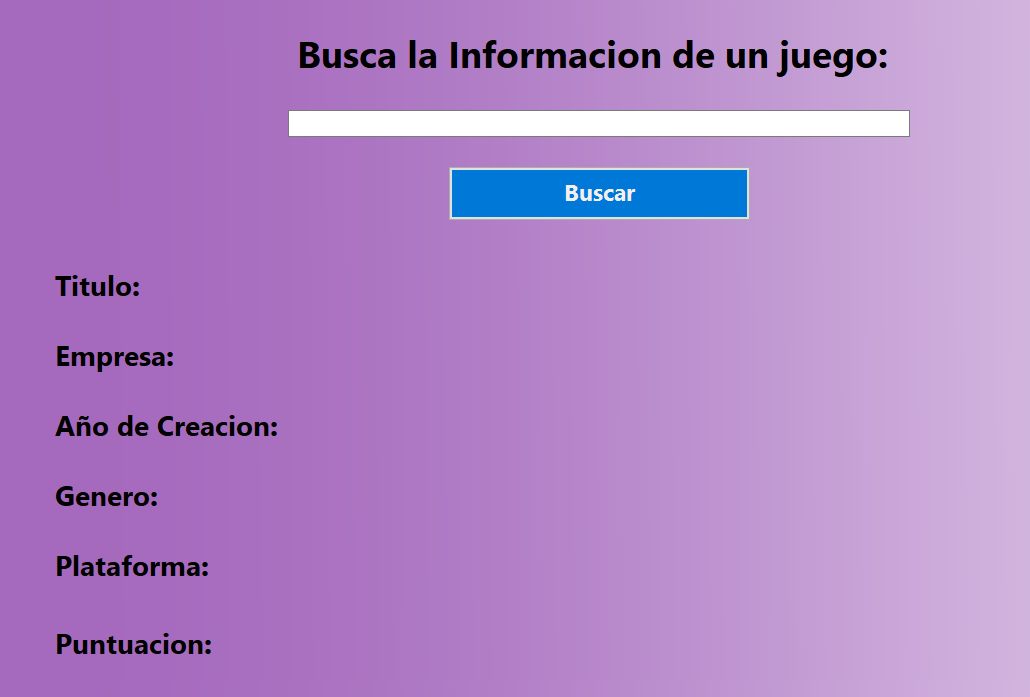 Busca la Informacion de un juego:
Buscar
Titulo:
Empresa:
Año de Creacion:
Genero:
Plataforma:
Puntuacion: